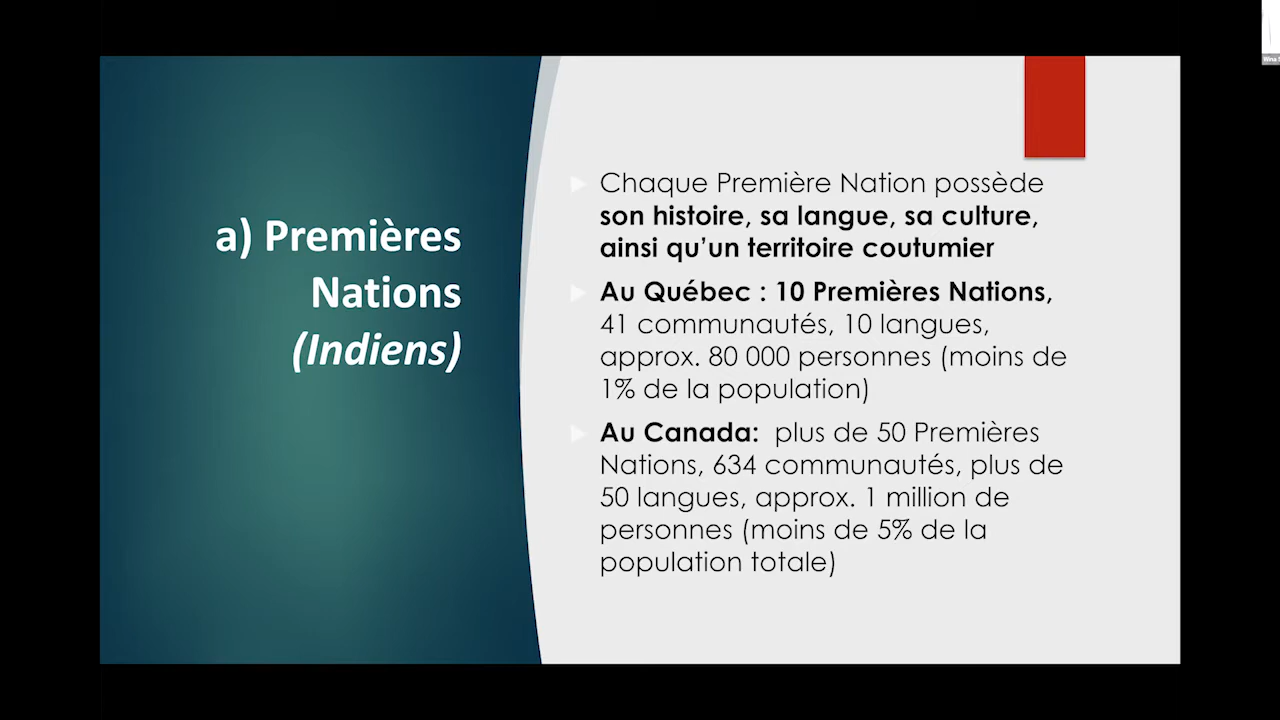 a) Premières
Nations
(Indiens)
Chaque Première Nation possède
son histoire, sa langue, sa culture,
ainsi qu’un territoire coutumier
Au Québec : 10 Premières Nations,
41 communautés, 10 langues,
approx. 80 000 personnes (moins de
1% de la population)
Au Canada:  plus de 50 Premières
Nations, 634 communautés, plus de
50 langues, approx. 1 million de
personnes (moins de 5% de la
population totale)